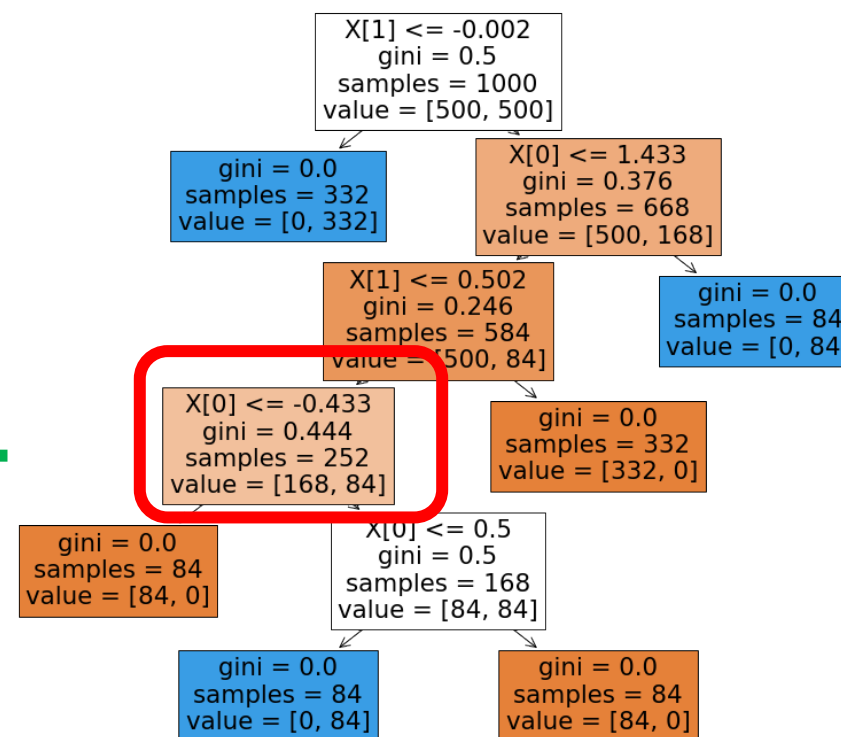 X[1] <= -0.002
gini = 0.5
samples = 1000
value = [500, 500]
gini = 0.0
samples = 332
value = [0, 332]
X[0] <= 1.433
gini = 0.376
samples = 668
value = [500, 168]
X[1] <= 0.502
gini = 0.246
samples = 584
value = [500, 84]
gini = 0.0
samples = 84
value = [0, 84
X[0] <= -0.433
gini = 0.444
samples = 252
value = [168, 84]
gini = 0.0
samples = 332
value = [332, 0]
gini = 0.0
samples = 84
value = [84, 0]
X[0] <= 0.5
gini = 0.5
samples = 168
value = [84, 84]
gini = 0.0
samples = 84
value = [0, 84]
gini = 0.0
samples = 84
value = [84, 0]